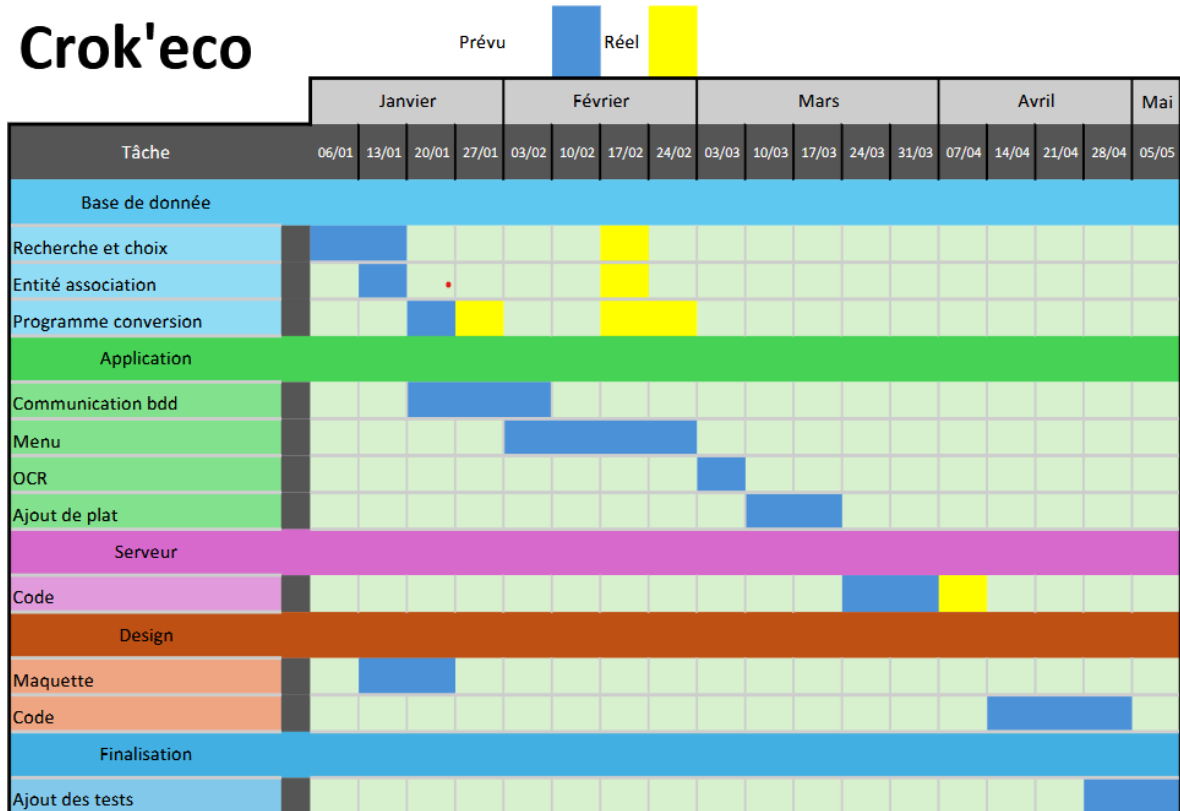 Crok'eco
Prévu Réel
Janvier Février Mars Avril Mai
Tâche 06/01 13/01 20/01 27/01 03/02 10/02 17/02 24/02 03/03 10/03 17/03 24/03 31/03 07/04 14/04 21/04 28/04 05/05
Base de donnée
Recherche et choix
Entité association
Programme conversion
Application
Communication bdd
Menu
OCR
Ajout de plat
Serveur
Code
Design
Maquette
Code
Finalisation
Ajout des tests